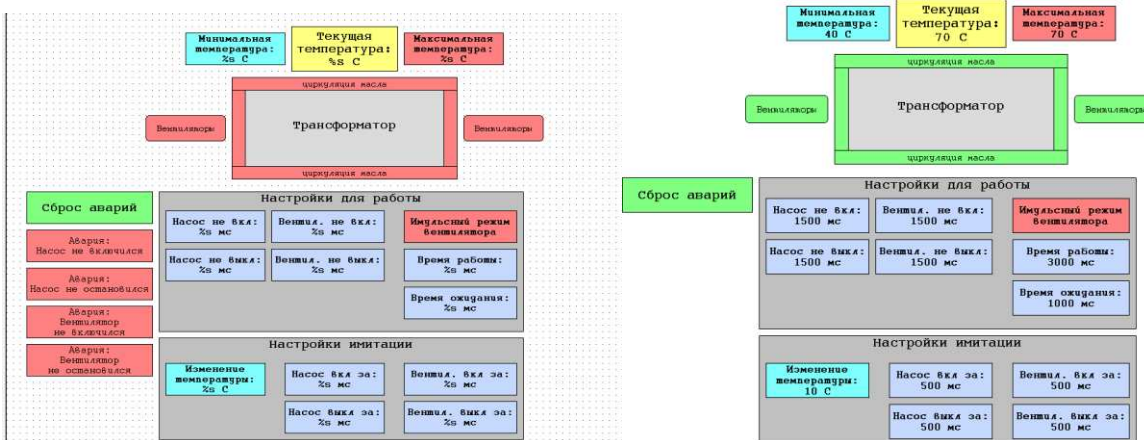 Минимальная
температура:
%s C
Текущая
температура:
%s C
Максимальная
температура:
%s C
циркуляция масла
Вентиляторы
Трансформатор
Вентиляторы
циркуляция масла
Сброс аварий
Авария:
Насос не включился
Авария:
Насос не остановился
Авария:
Вентилятор
не включился
Авария:
Вентилятор
не остановился
Настройки для работы
Насос не вкл:
%s мс
Вентил. не вкл:
%s мс
Имульсный режим
вентилятора
Насос не выкл:
%s мс
Вентил. не выкл:
%s мс
Время работы:
%s мс
Время ожидания:
%s мс
Настройки имитации
Изменение
температуры:
%s C
Насос вкл за:
%s мс
Вентил. вкл за:
%s мс
Насос выкл за:
%s мс
Вентил. выкл за:
%s мс
Минимальная
температура:
40 C
Текущая
температура:
70 C
Максимальная
температура:
70 C
циркуляция масла
Вентиляторы
Трансформатор
Вентиляторы
циркуляция масла
Сброс аварий
Настройки для работы
Насос не вкл:
1500 мс
Вентил. не вкл:
1500 мс
Имульсный режим
вентилятора
Насос не выкл:
1500 мс
Вентил. не выкл:
1500 мс
Время работы:
3000 мс
Время ожидания:
1000 мс
Настройки имитации
Изменение
температуры:
10 C
Насос вкл за:
500 мс
Вентил. вкл за:
500 мс
Насос выкл за:
500 мс
Вентил. выкл за:
500 мс